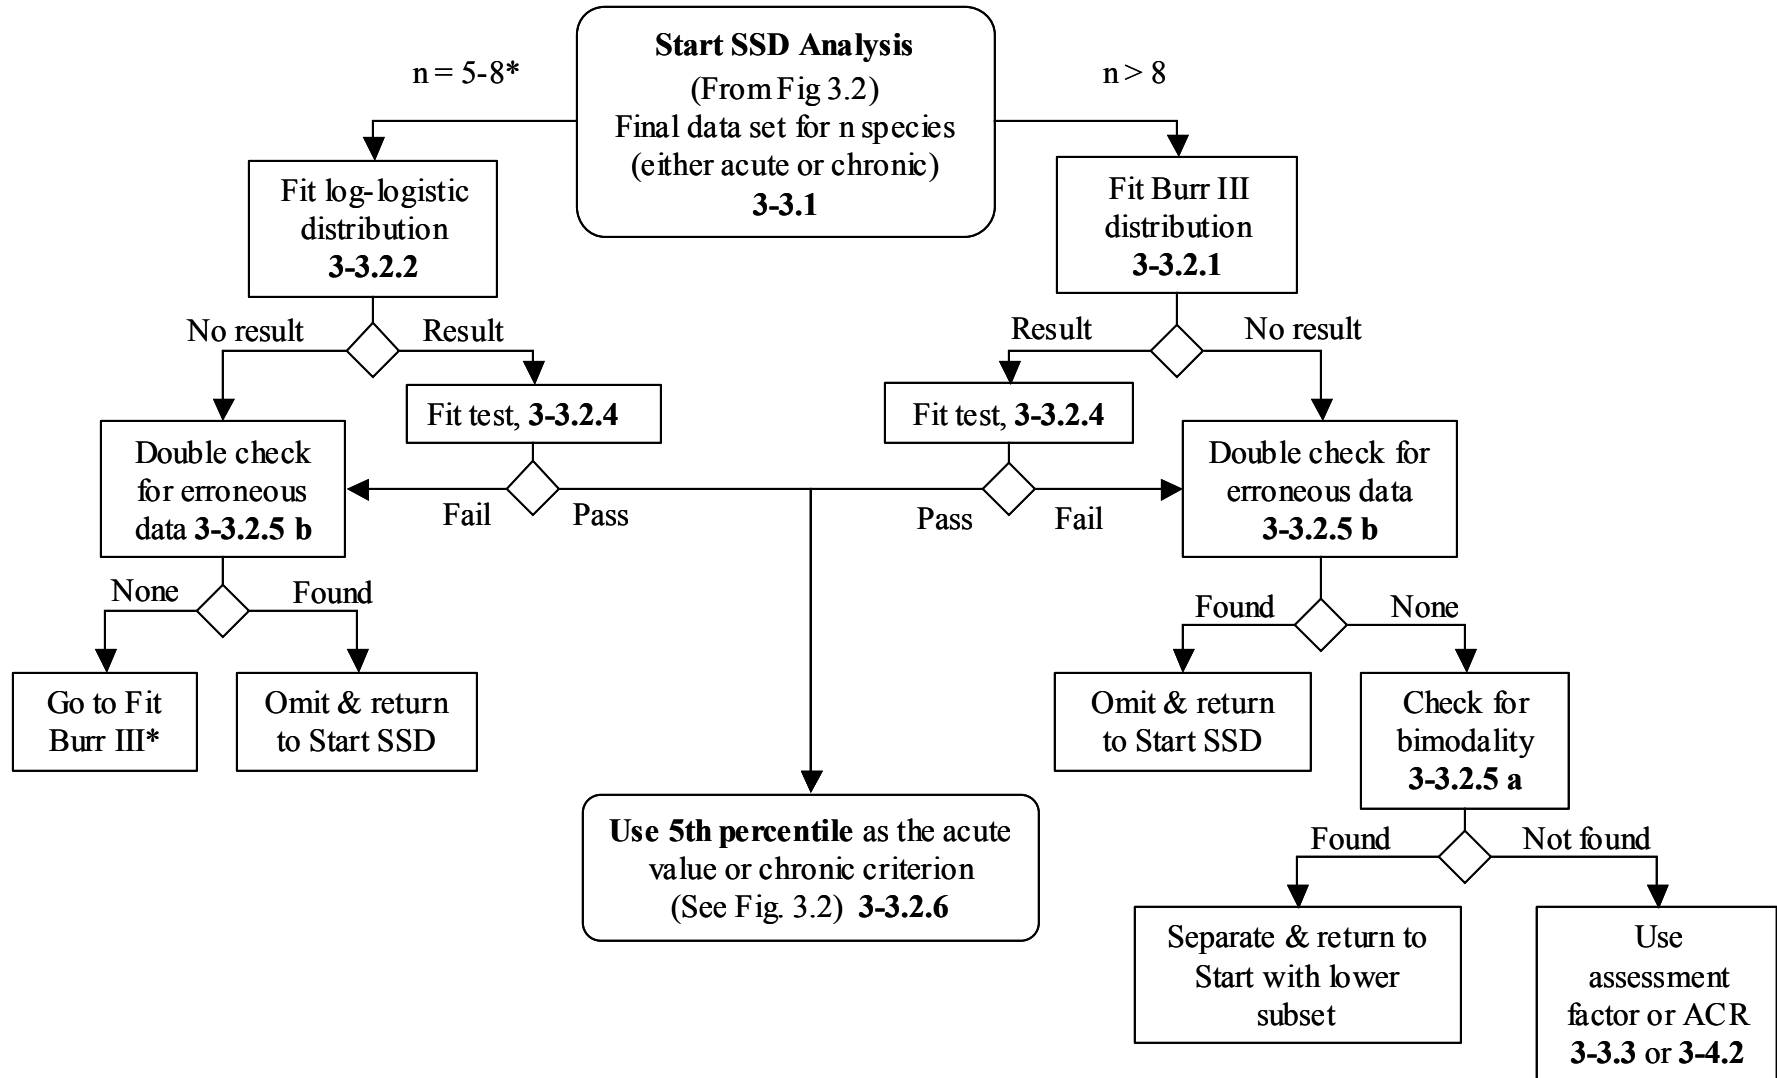 Start SSD Analysis
(From Fig 3.2)
Final data set for n species
(either acute or chronic)
3-3.1
n = 5-8*
n > 8
Fit log-logistic
distribution
3-3.2.2
Fit Burr III
distribution
3-3.2.1
No result
Result
Result
No result
Fit test, 3-3.2.4
Fit test, 3-3.2.4
Double check
for erroneous
data 3-3.2.5 b
Double check for
erroneous data
3-3.2.5 b
Fail
Pass
Pass
Fail
None
Found
Found
None
Go to Fit
Burr III*
Omit & return
to Start SSD
Omit & return
to Start SSD
Check for
bimodality
3-3.2.5 a
Use 5th percentile as the acute
value or chronic criterion
(See Fig. 3.2) 3-3.2.6
Found
Not found
Separate & return to
Start with lower
subset
Use
assessment
factor or ACR
3-3.3 or 3-4.2